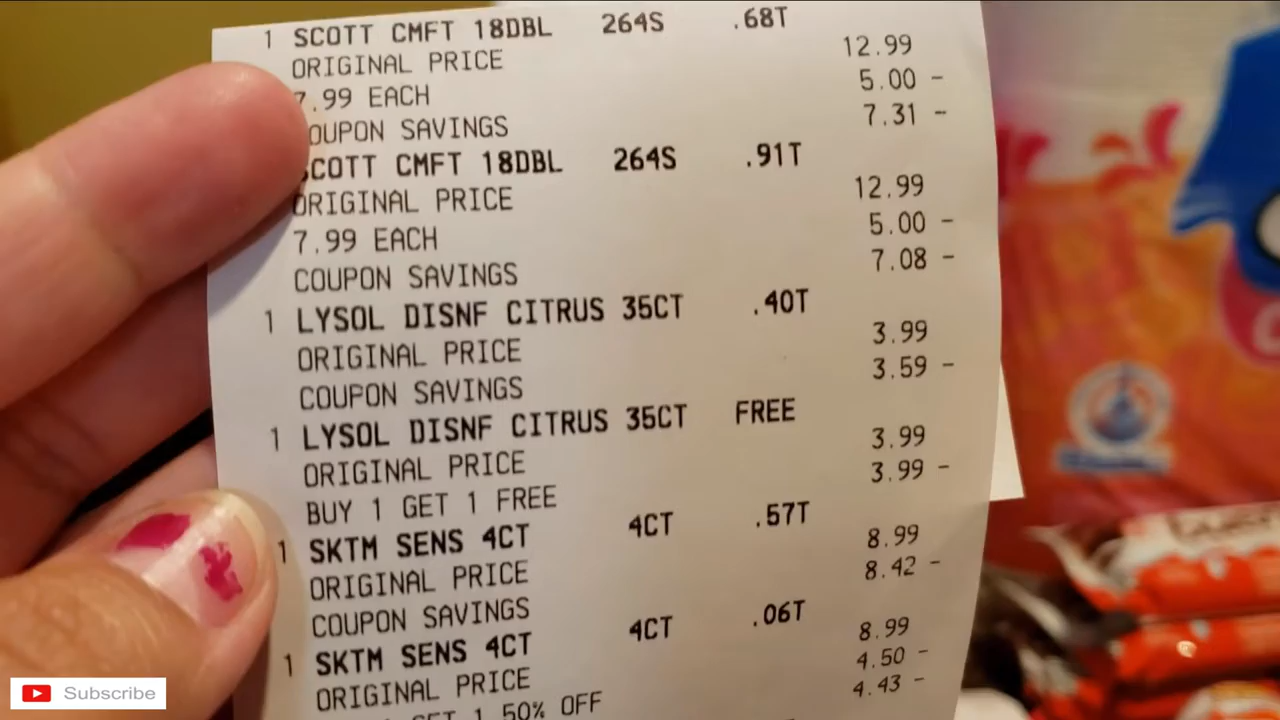 1 SCOTT CMFT 18DBL 264S .68T
ORIGINAL PRICE 12.99
7.99 EACH 5.00 -
OUPON SAVINGS 7.31 -
SCOTT CMFT 18DBL 264S .91T
ORIGINAL PRICE 12.99
7.99 EACH 5.00 -
COUPON SAVINGS 7.08 -
1 LYSOL DISNF CITRUS 35CT .40T
ORIGINAL PRICE 3.99
COUPON SAVINGS 3.59 -
1 LYSOL DISNF CITRUS 35CT FREE
ORIGINAL PRICE 3.99
BUY 1 GET 1 FREE 3.99 -
1 SKTM SENS 4CT 4CT .57T
ORIGINAL PRICE 8.99
COUPON SAVINGS 8.42 -
1 SKTM SENS 4CT 4CT .06T
ORIGINAL PRICE 8.99
GET 1 50% OFF 4.50 -
4.43 -
Subscribe